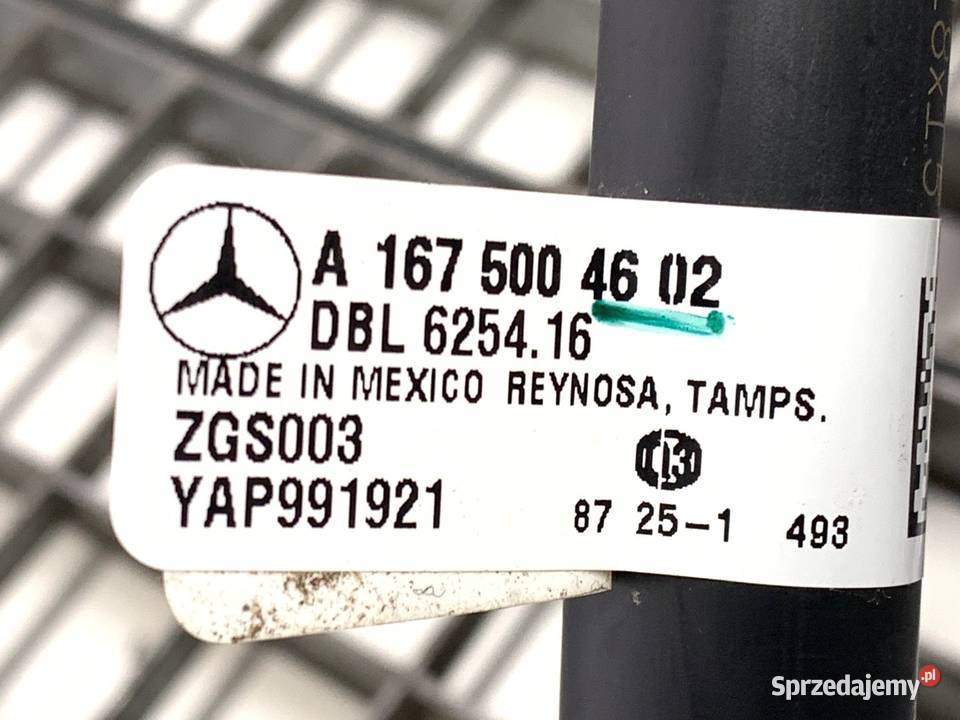 A 167 500 46 02
DBL 6254.16
MADE IN MEXICO REYNOSA, TAMPS.
ZGS003
YAP991921
87 25-1 493
Sprzedajemy.pl